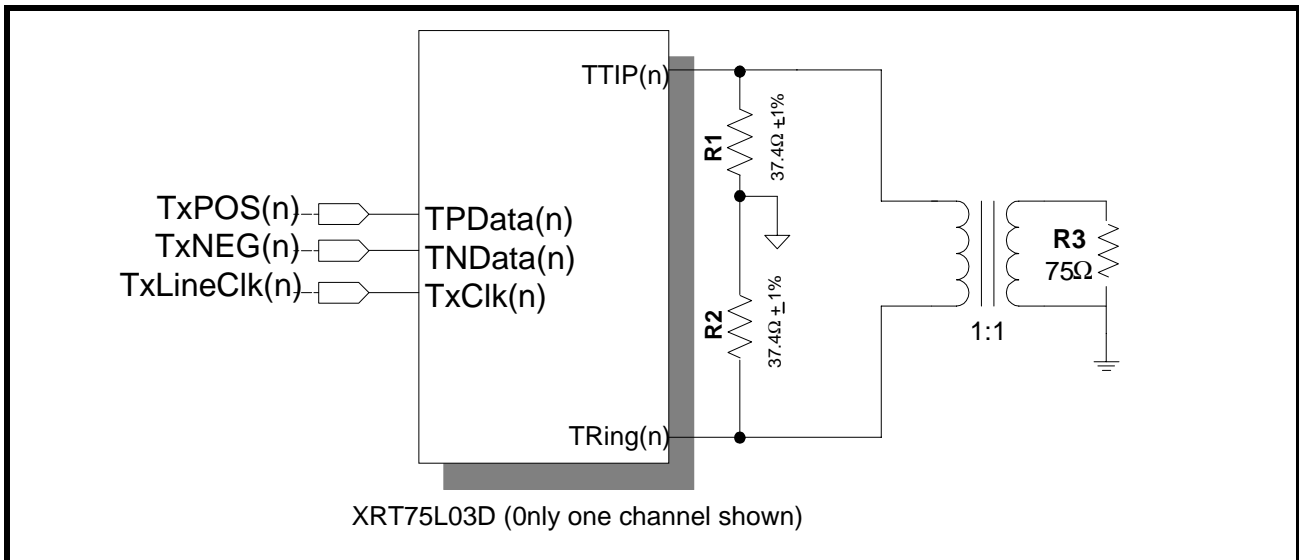 TTIP(n)
R1
37.4Ω ±1%
TxPOS(n)
TPData(n)
TxNEG(n)
TNData(n)
TxLineClk(n)
TxClk(n)
R3
75Ω
1:1
R2
37.4Ω ±1%
TRing(n)
XRT75L03D (0nly one channel shown)